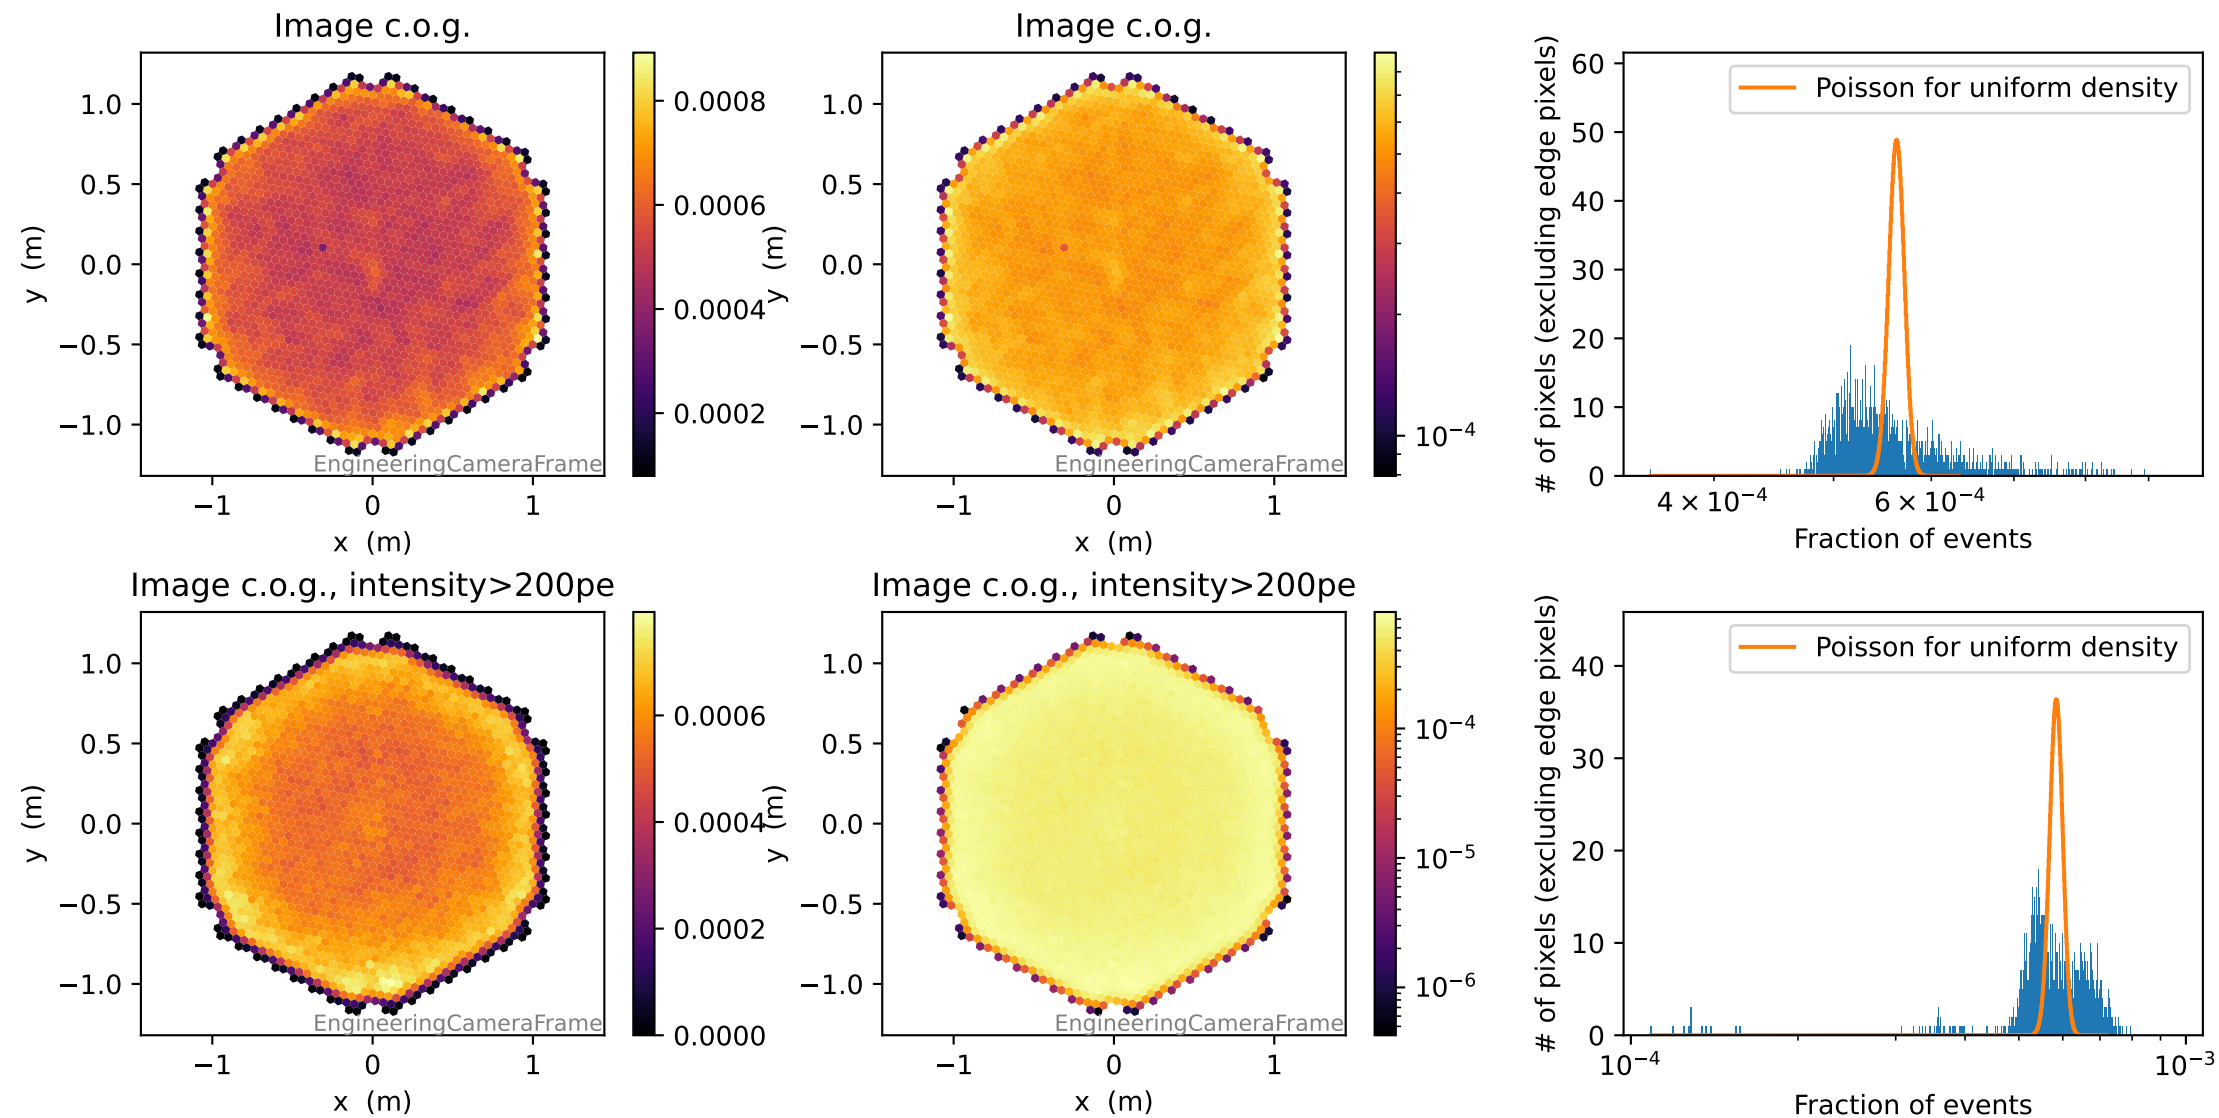 Image c.o.g.
1.0
0.5
0.0
−0.5
−1.0
y (m)
−1 0 1
x (m)
EngineeringCameraFrame
0.0008
0.0006
0.0004
0.0002
Image c.o.g.
1.0
0.5
0.0
−0.5
−1.0
y (m)
−1 0 1
x (m)
EngineeringCameraFrame
10⁻⁴
60
50
40
30
20
10
0
# of pixels (excluding edge pixels)
Poisson for uniform density
4 × 10⁻⁴ 6 × 10⁻⁴
Fraction of events
Image c.o.g., intensity>200pe
1.0
0.5
0.0
−0.5
−1.0
y (m)
−1 0 1
x (m)
EngineeringCameraFrame
0.0006
0.0004
0.0002
0.0000
Image c.o.g., intensity>200pe
1.0
0.5
0.0
−0.5
−1.0
y (m)
−1 0 1
x (m)
EngineeringCameraFrame
10⁻⁴
10⁻⁵
10⁻⁶
40
30
20
10
0
# of pixels (excluding edge pixels)
Poisson for uniform density
10⁻⁴ 10⁻³
Fraction of events